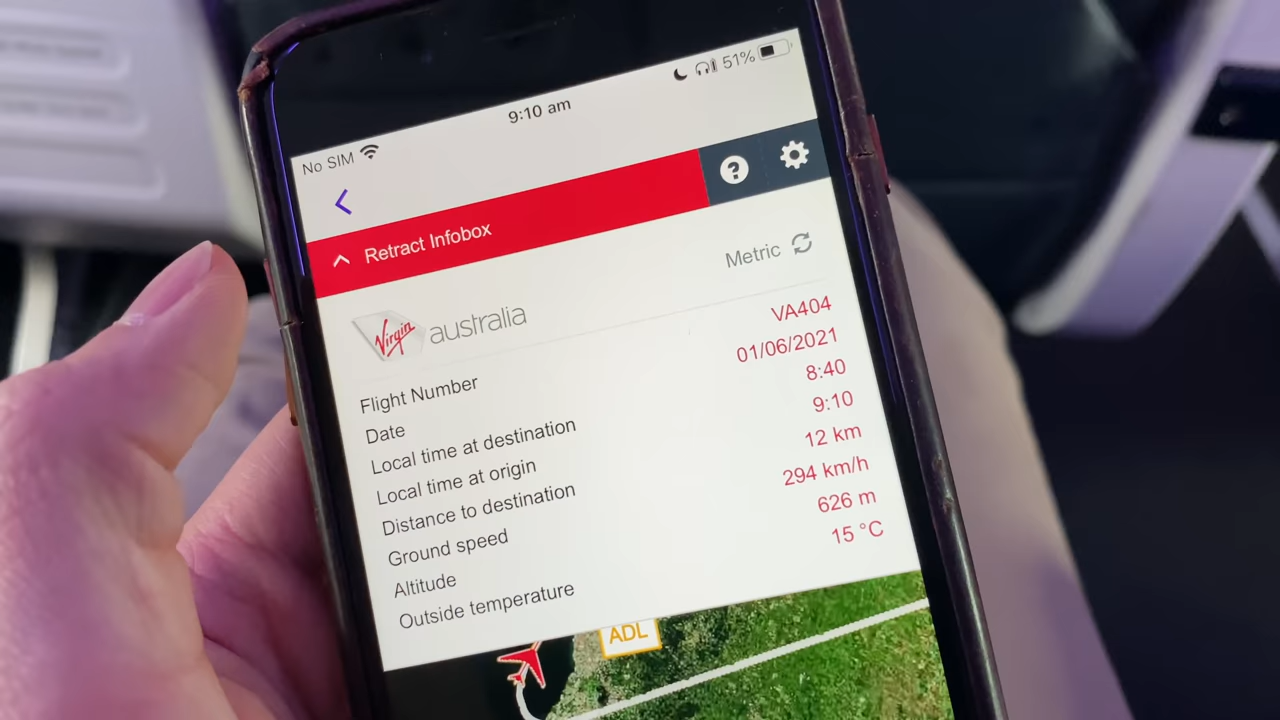 9:10 am
51%
No SIM
Retract Infobox
?
Metric
Virgin australia
Flight Number VA404
Date 01/06/2021
Local time at destination 8:40
Local time at origin 9:10
Distance to destination 12 km
Ground speed 294 km/h
Altitude 626 m
Outside temperature 15 °C
ADL